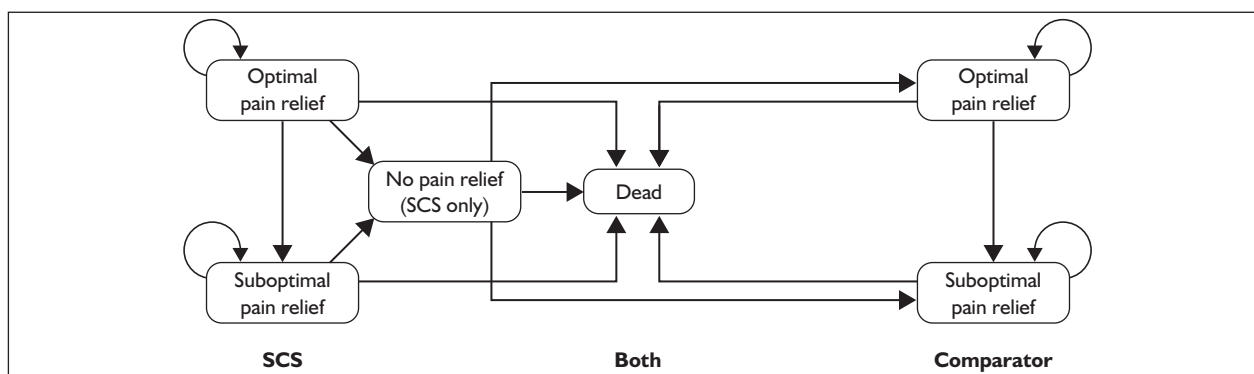 Optimal
pain relief
Optimal
pain relief
No pain relief
(SCS only)
Dead
Suboptimal
pain relief
Suboptimal
pain relief
SCS
Both
Comparator